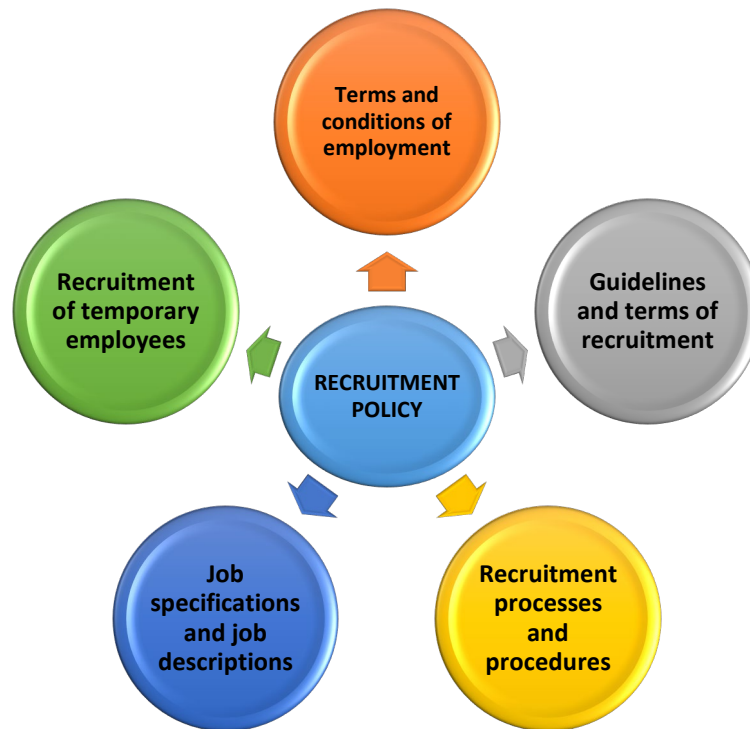 Terms and
conditions of
employment
Recruitment
of temporary
employees
Guidelines
and terms of
recruitment
RECRUITMENT
POLICY
Job
specifications
and job
descriptions
Recruitment
processes
and
procedures